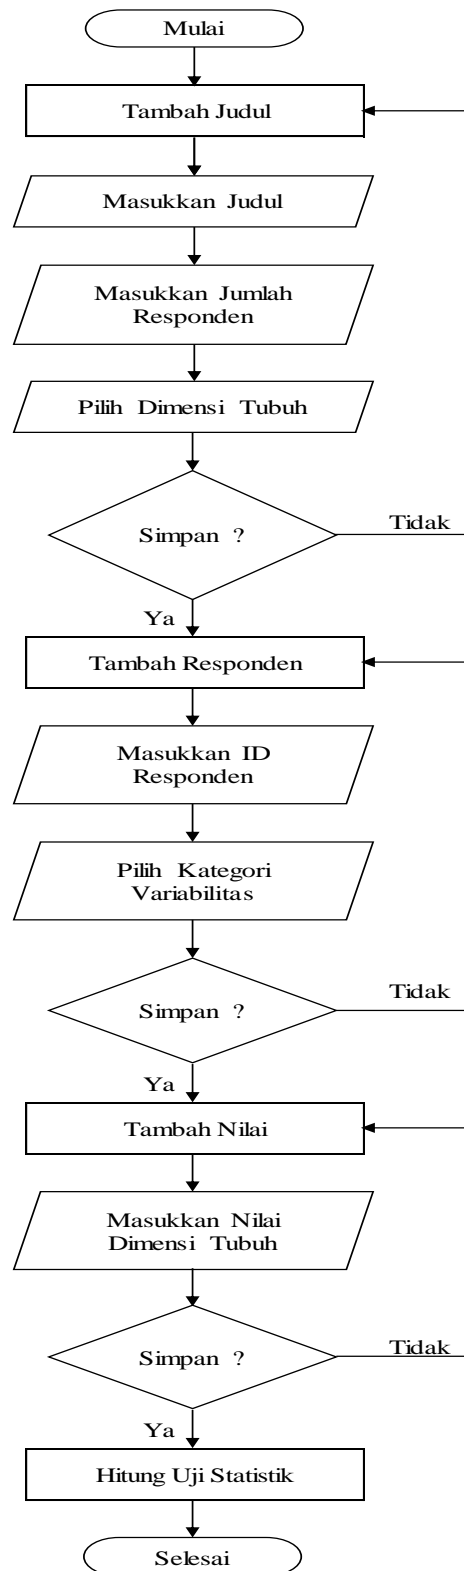 Mulai
Tambah Judul
Masukkan Judul
Masukkan Jumlah
Responden
Pilih Dimensi Tubuh
Simpan ?
Tidak
Ya
Tambah Responden
Masukkan ID
Responden
Pilih Kategori
Variabilitas
Simpan ?
Tidak
Ya
Tambah Nilai
Masukkan Nilai
Dimensi Tubuh
Simpan ?
Tidak
Ya
Hitung Uji Statistik
Selesai